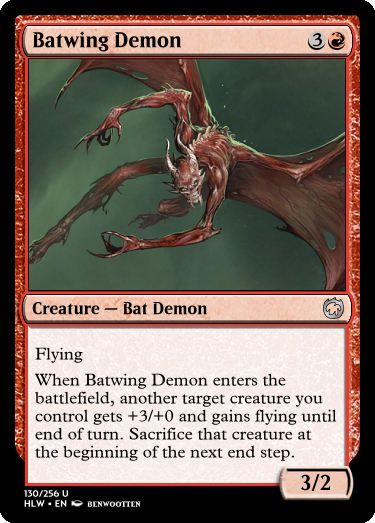 Batwing Demon 3
Creature — Bat Demon
Flying
When Batwing Demon enters the
battlefield, another target creature you
control gets +3/+0 and gains flying until
end of turn. Sacrifice that creature at
the beginning of the next end step.
3/2
130/256 U
HLW • EN BENWOOTTEN